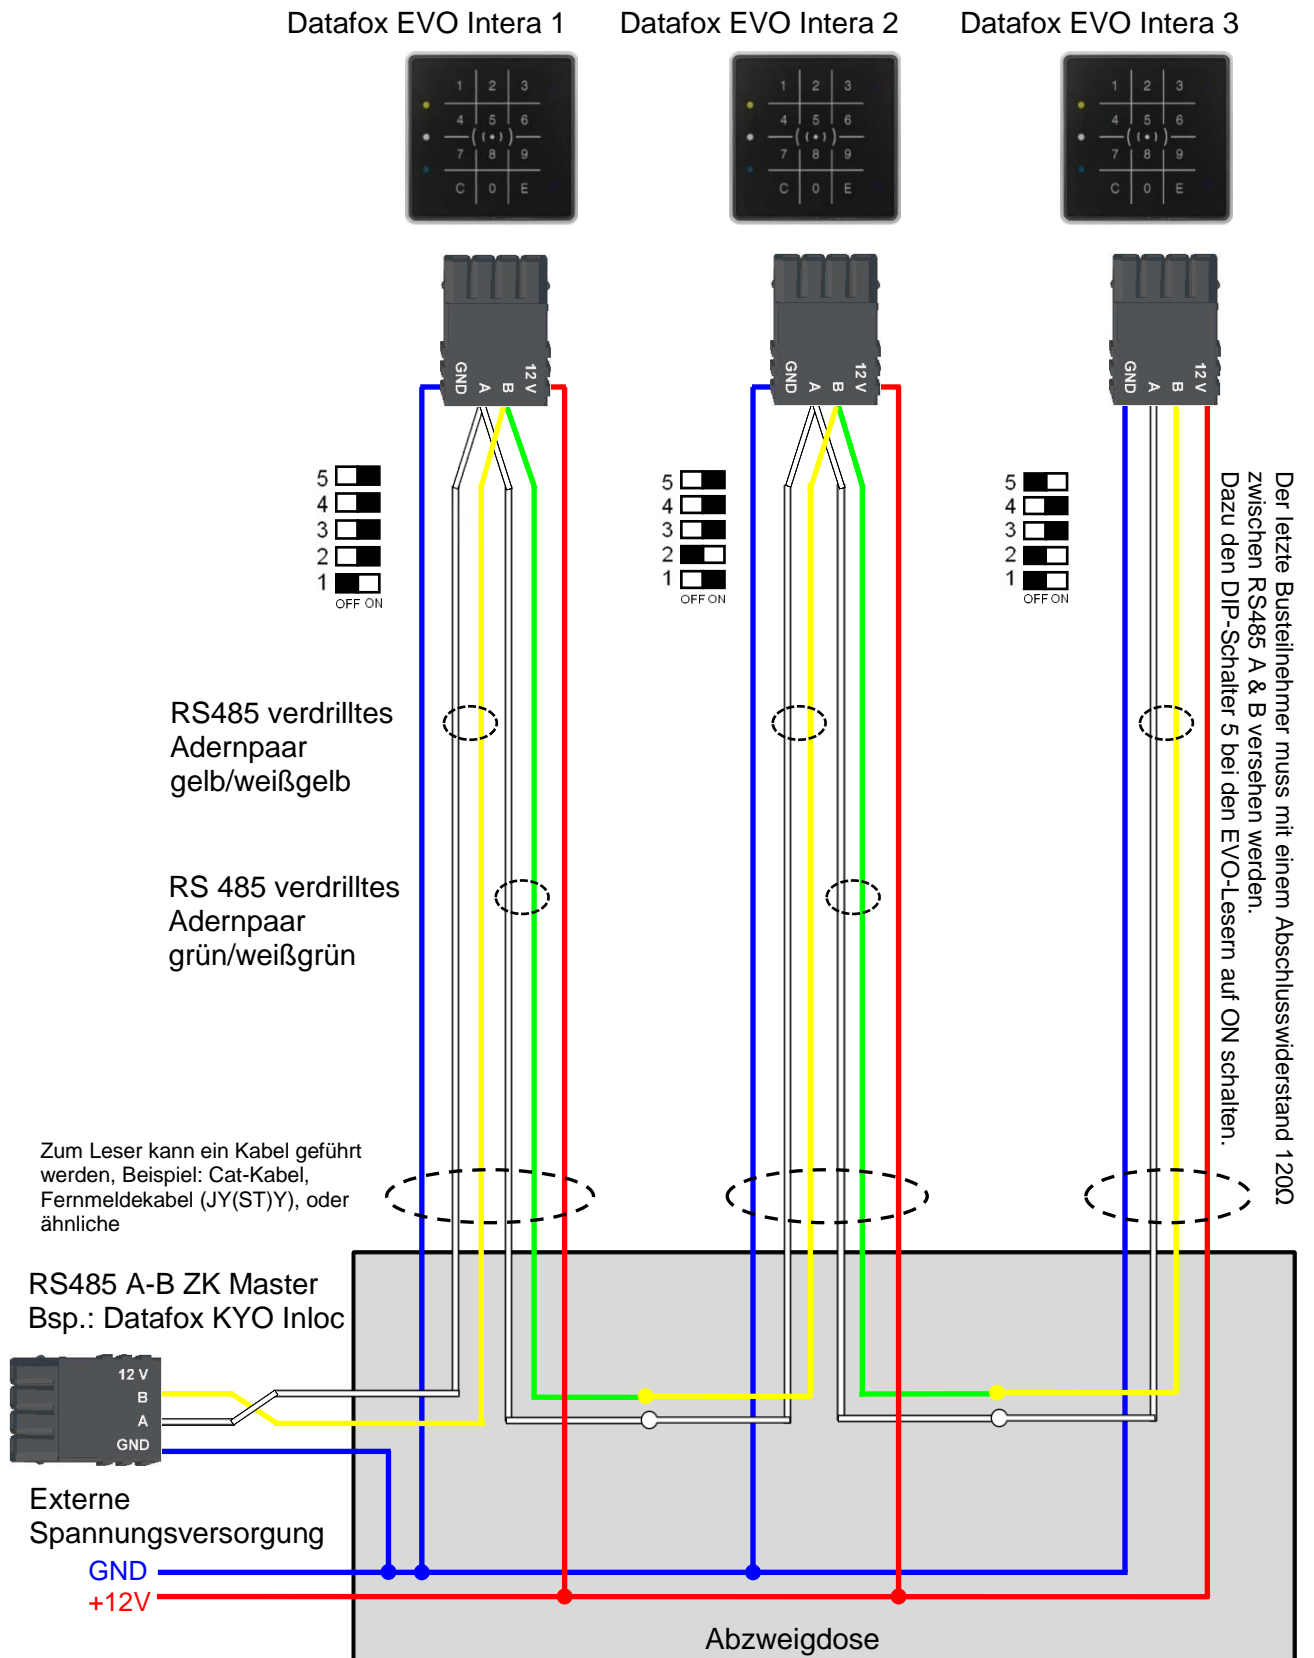 Datafox EVO Intera 1
Datafox EVO Intera 2
Datafox EVO Intera 3
1 2 3
4 5 6
7 8 9
C 0 E
1 2 3
4 5 6
7 8 9
C 0 E
1 2 3
4 5 6
7 8 9
C 0 E
GND A B 12 V
GND A B 12 V
GND A B 12 V
5
4
3
2
1
OFF ON
5
4
3
2
1
OFF ON
5
4
3
2
1
OFF ON
Der letzte Busteilnehmer muss mit einem Abschlusswiderstand 120Ω
zwischen RS485 A & B versehen werden.
Dazu den DIP-Schalter 5 bei den EVO-Lesern auf ON schalten.
RS485 verdrilltes
Adernpaar
gelb/weißgelb
RS 485 verdrilltes
Adernpaar
grün/weißgrün
Zum Leser kann ein Kabel geführt
werden, Beispiel: Cat-Kabel,
Fernmeldekabel (JY(ST)Y), oder
ähnliche
RS485 A-B ZK Master
Bsp.: Datafox KYO Inloc
12 V
B
A
GND
Externe
Spannungsversorgung
GND
+12V
Abzweigdose